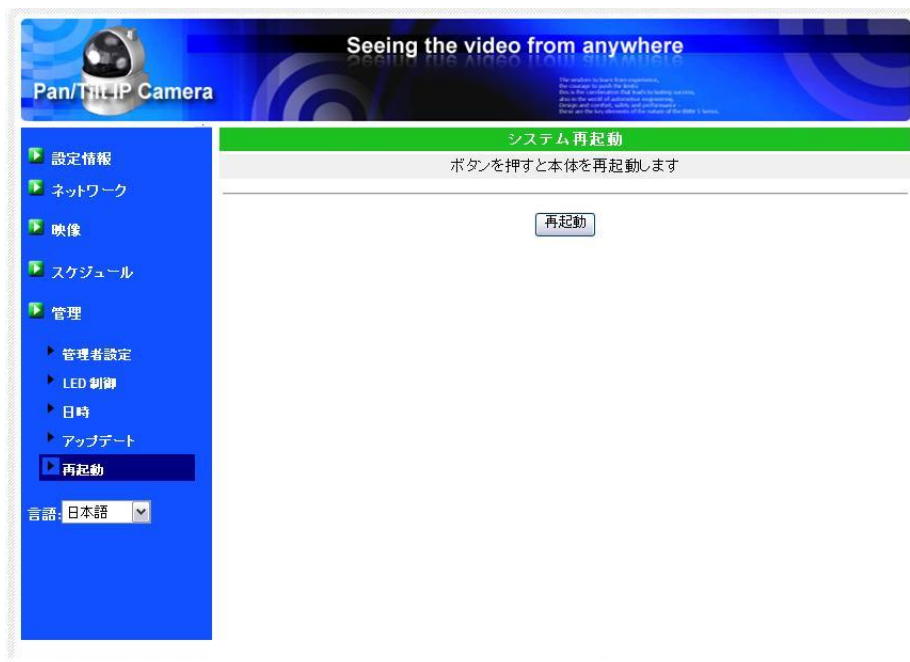 Seeing the video from anywhere
Pan/Tilt IP Camera
システム再起動
ボタンを押すと本体を再起動します
再起動
設定情報
ネットワーク
映像
スケジュール
管理
管理者設定
LED 制御
日時
アップデート
再起動
言語:日本語